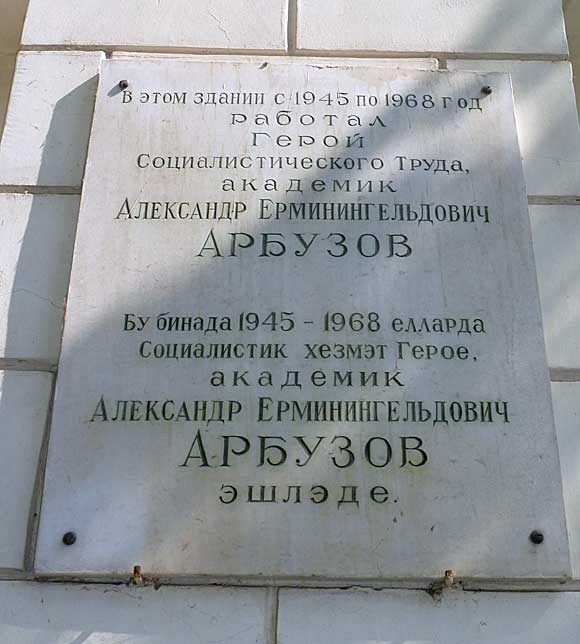 В этом здании с 1945 по 1968 год
работал
Герой
Социалистического Труда,
академик
Александр Ерминингельдович
Арбузов
Бу бинада 1945 - 1968 елларда
Социалистик хезмэт Герое,
академик
Александр Ерминингельдович
Арбузов
эшлэде.